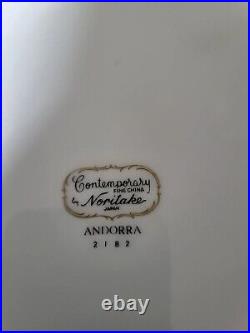 Contemporary
FINE CHINA
by Noritake
JAPAN
ANDORRA
2182